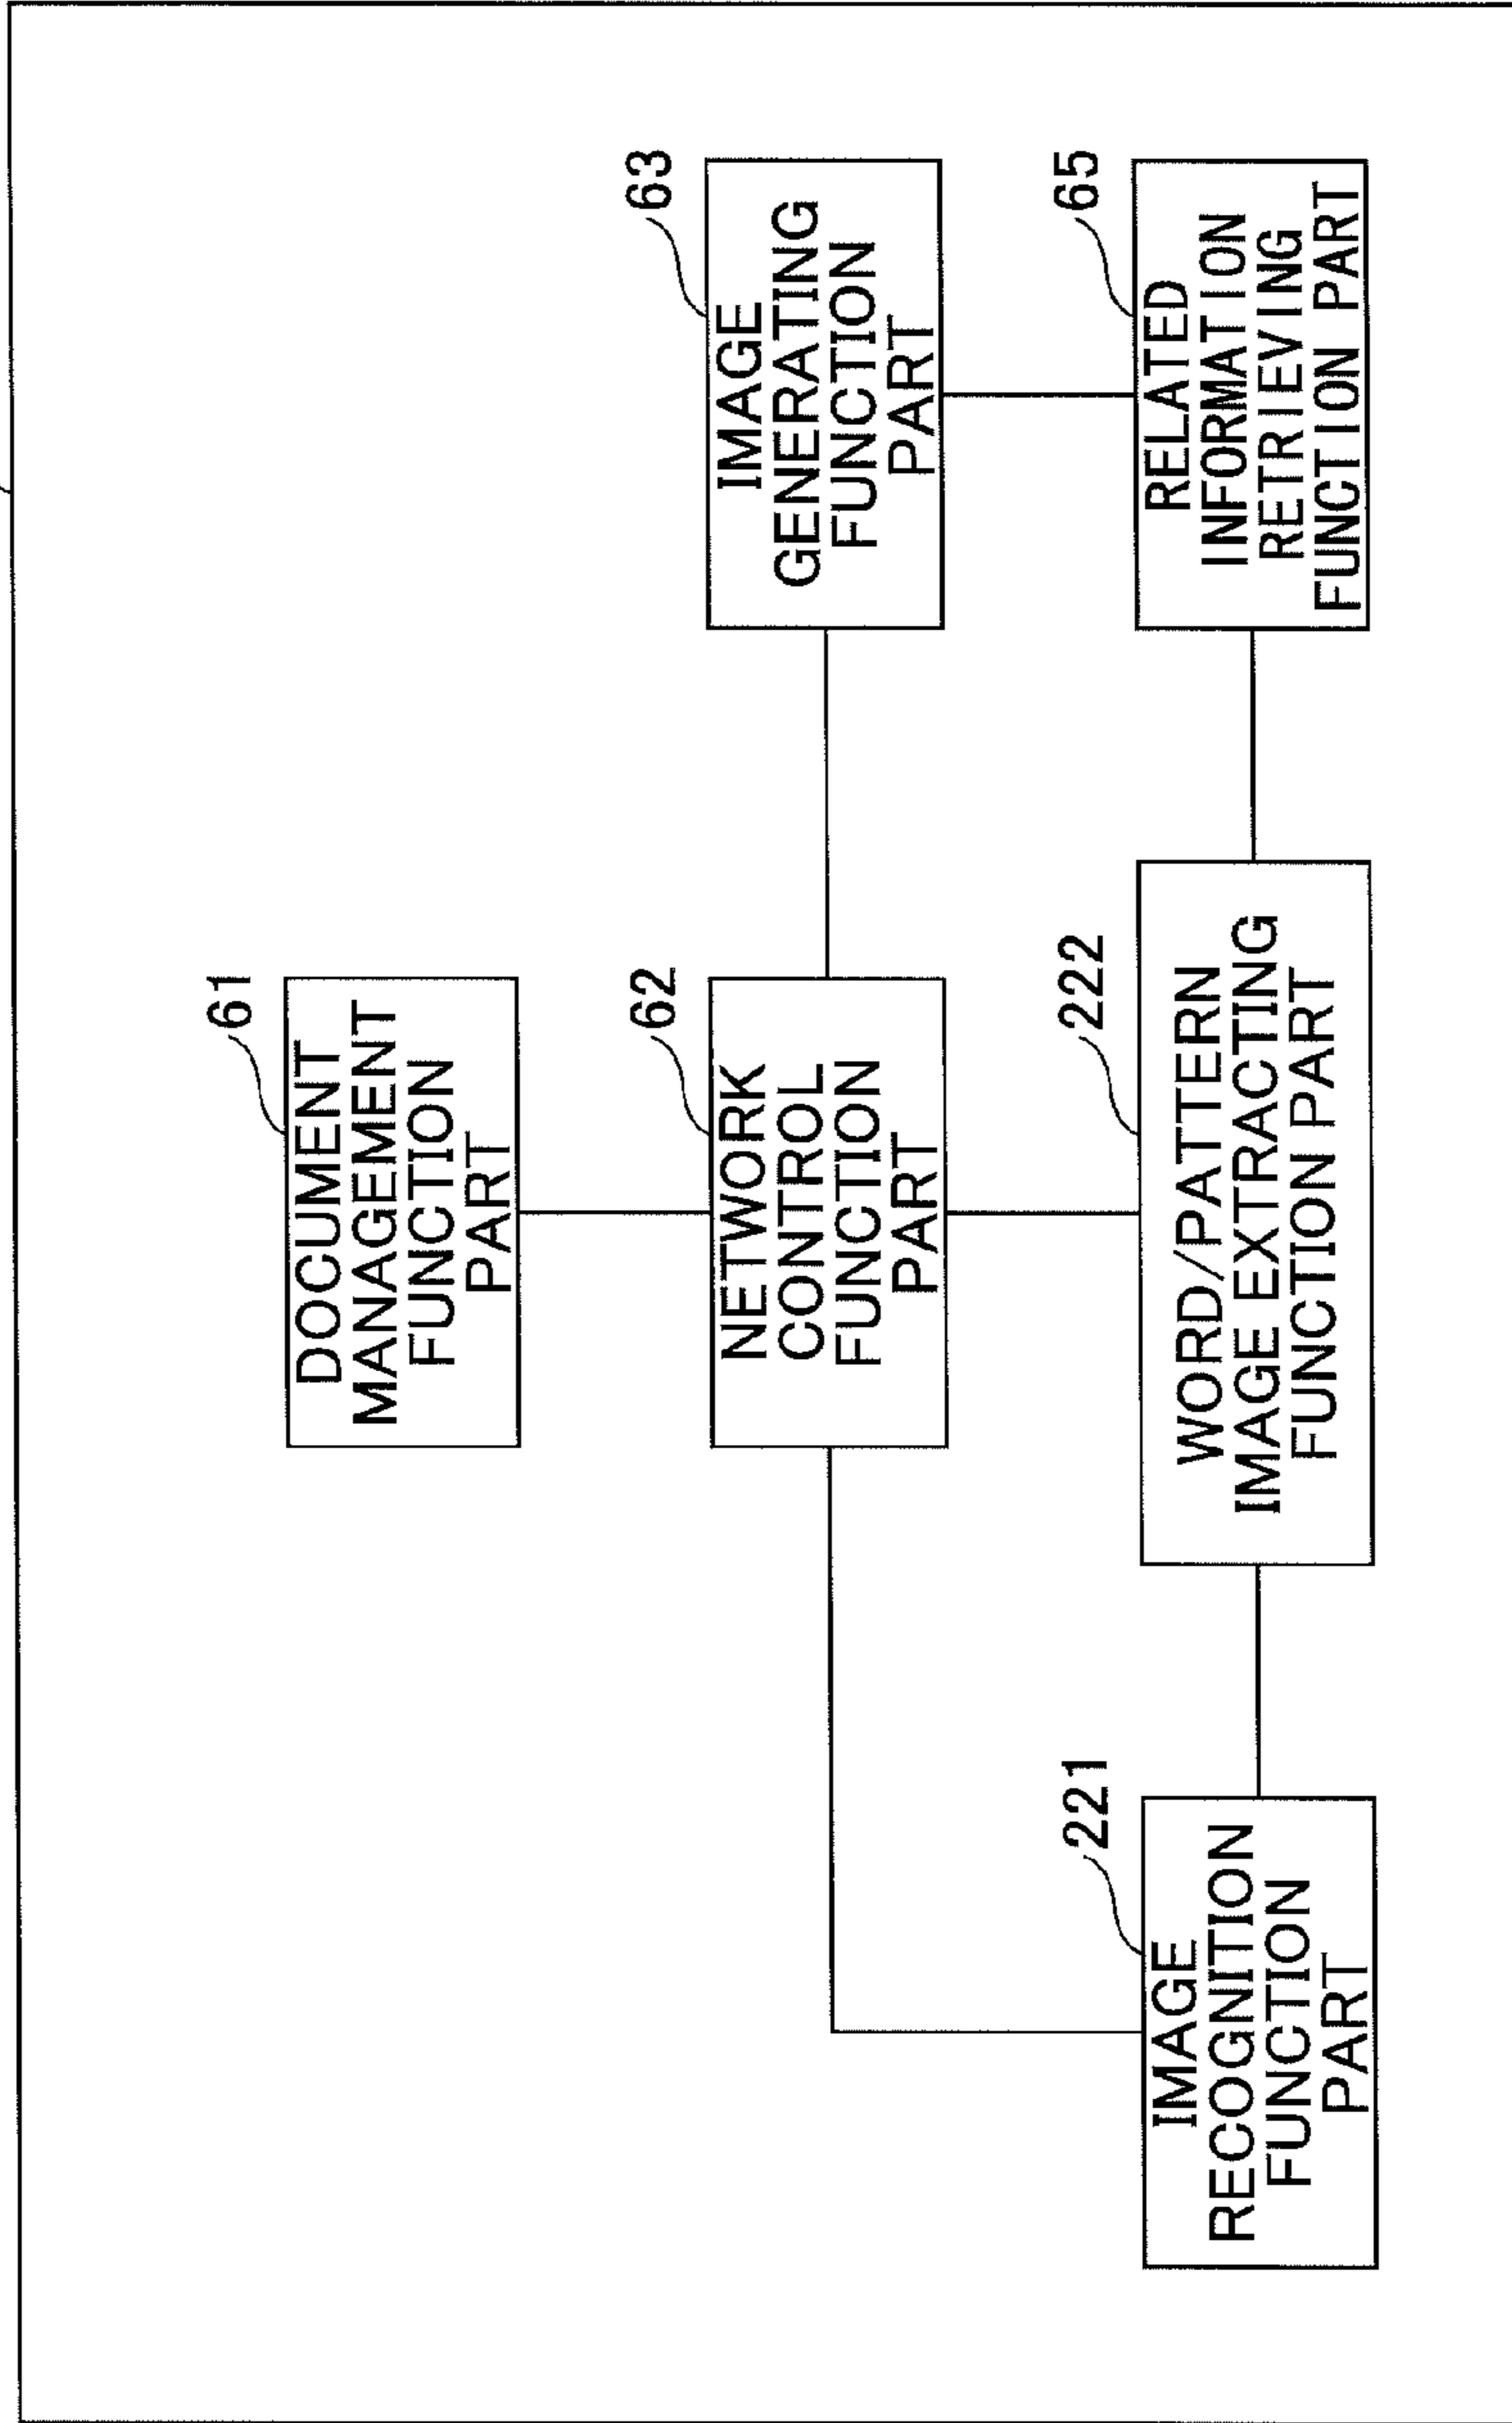 61
DOCUMENT
MANAGEMENT
FUNCTION
PART
62
NETWORK
CONTROL
FUNCTION
PART
63
IMAGE
GENERATING
FUNCTION
PART
221
IMAGE
RECOGNITION
FUNCTION
PART
222
WORD/PATTERN
IMAGE EXTRACTING
FUNCTION PART
65
RELATED
INFORMATION
RETRIEVING
FUNCTION PART